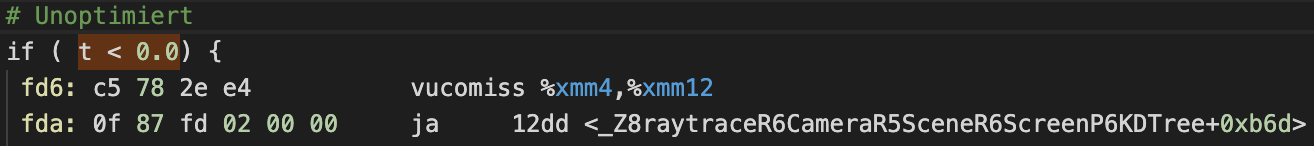 # Unoptimiert
if ( t < 0.0) {
fd6: c5 78 2e e4 vucomiss %xmm4,%xmm12
fda: 0f 87 fd 02 00 00 ja 12dd <_Z8raytraceR6CameraR5SceneR6ScreenP6KDTree+0xb6d>